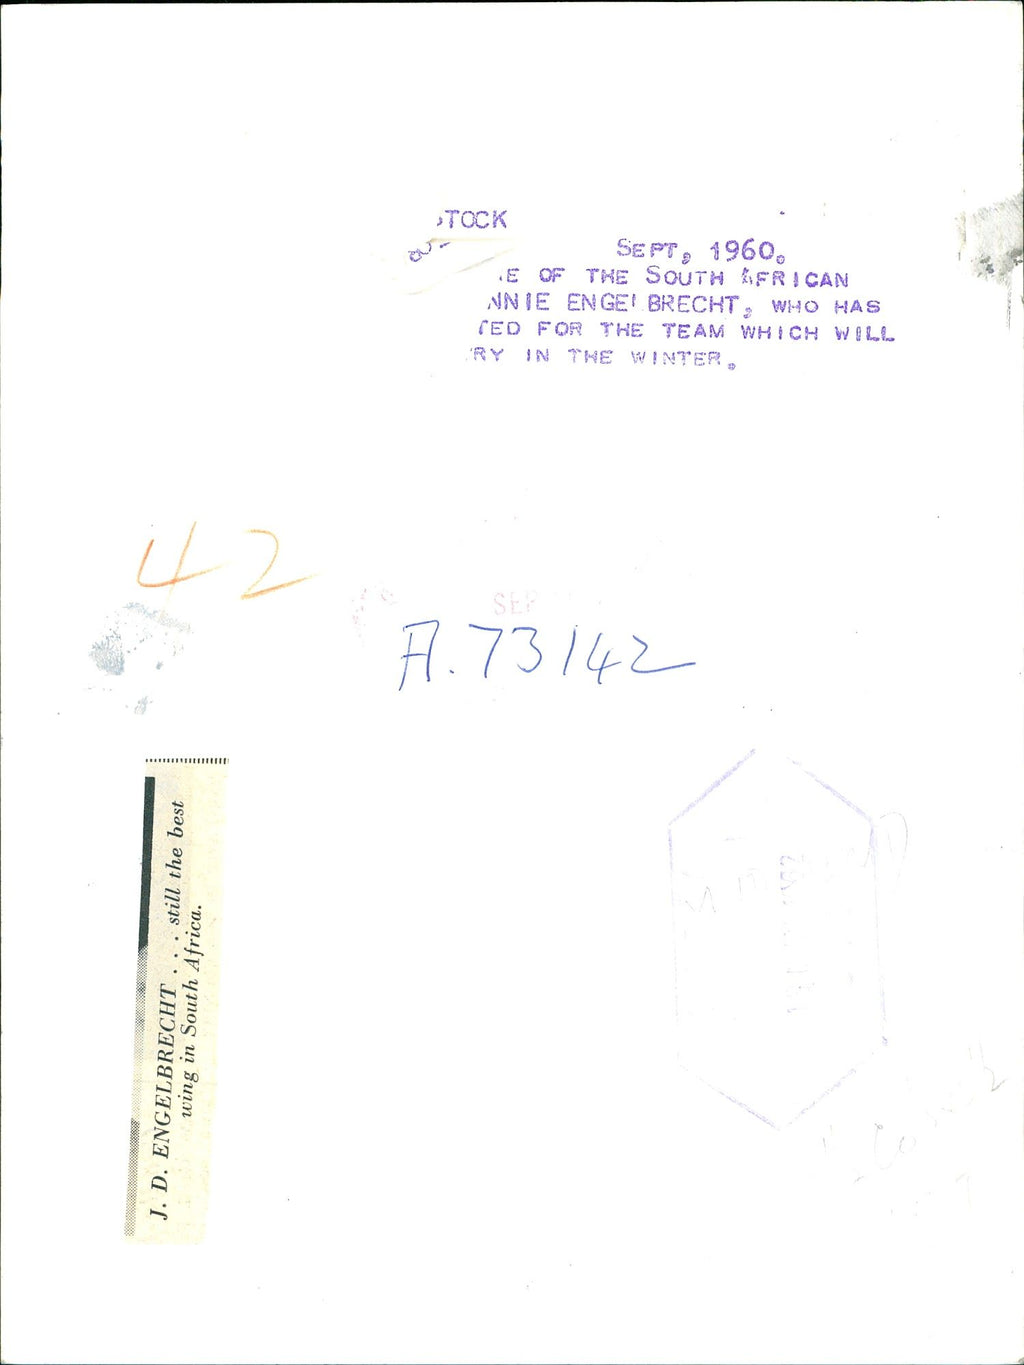 TOCK
SEPT, 1960.
E OF THE SOUTH AFRICAN
NNIE ENGELBRECHT, WHO HAS
TED FOR THE TEAM WHICH WILL
RY IN THE WINTER.
42
SEP
A.73142
J. D. ENGELBRECHT . . . still the best
wing in South Africa.